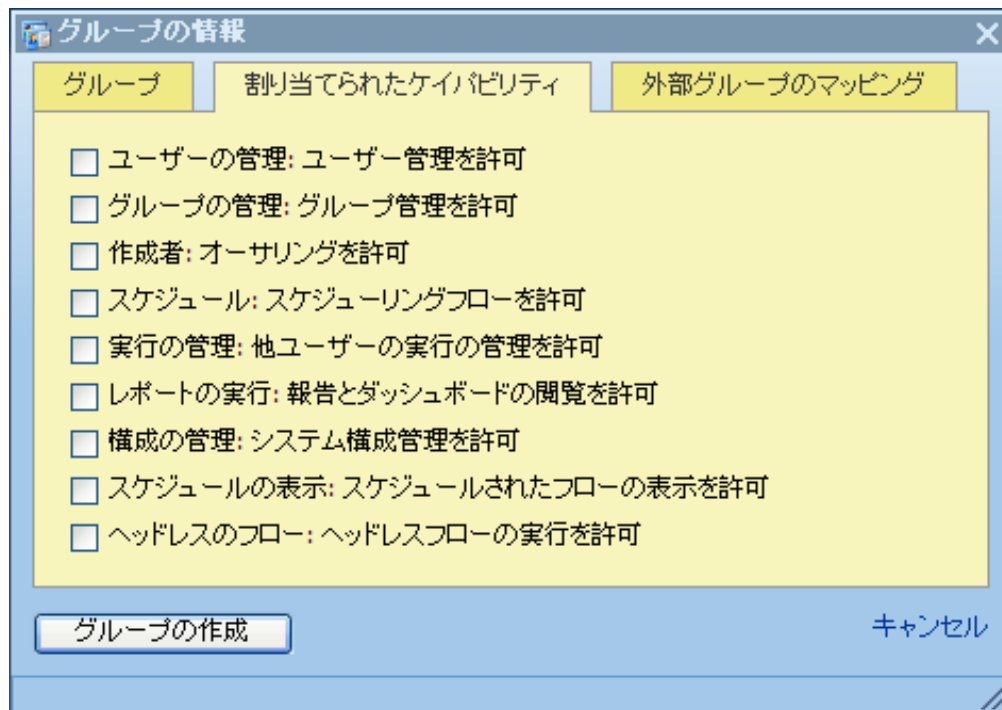 グループの情報
グループ 割り当てられたケイパビリティ 外部グループのマッピング
ユーザーの管理: ユーザー管理を許可
グループの管理: グループ管理を許可
作成者: オーサリングを許可
スケジュール: スケジューリングフローを許可
実行の管理: 他ユーザーの実行の管理を許可
レポートの実行: 報告とダッシュボードの閲覧を許可
構成の管理: システム構成管理を許可
スケジュールの表示: スケジュールされたフローの表示を許可
ヘッドレスのフロー: ヘッドレスフローの実行を許可
グループの作成 キャンセル